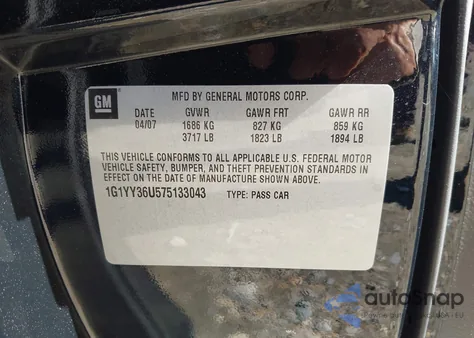 GM
MFD BY GENERAL MOTORS CORP.
DATE GVWR GAWR FRT GAWR RR
04/07 1686 KG 827 KG 859 KG
3717 LB 1823 LB 1894 LB
THIS VEHICLE CONFORMS TO ALL APPLICABLE U.S. FEDERAL MOTOR
VEHICLE SAFETY, BUMPER, AND THEFT PREVENTION STANDARDS IN
EFFECT ON THE DATE OF MANUFACTURE SHOWN ABOVE.
1G1YY36U575133043 TYPE: PASS CAR
autoSnap